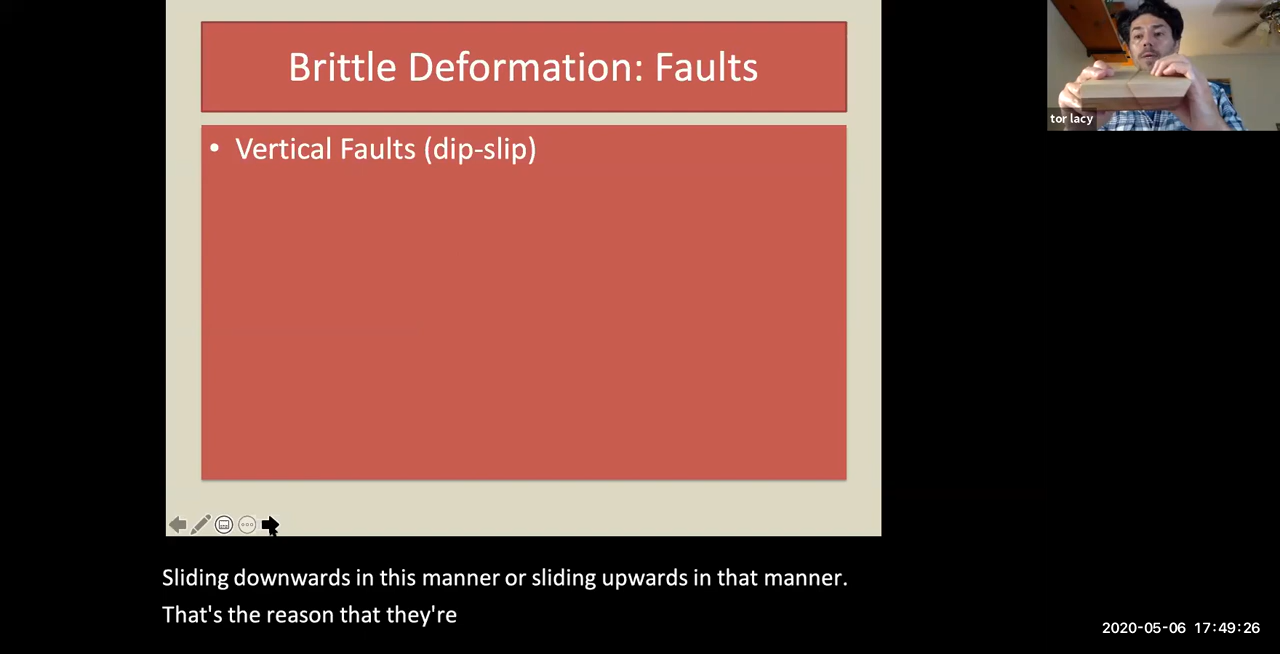 Brittle Deformation: Faults
• Vertical Faults (dip-slip)
tor lacy
Sliding downwards in this manner or sliding upwards in that manner.
That's the reason that they're
2020-05-06 17:49:26